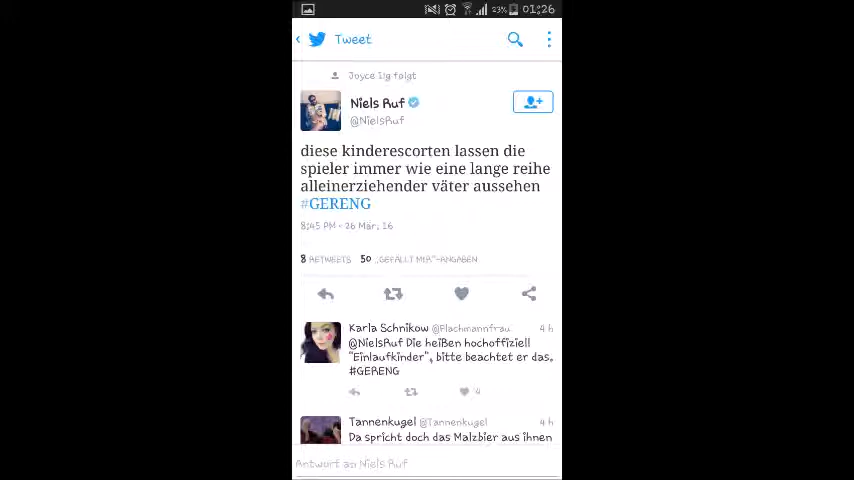 23% 01:26
Tweet
Joyce Ilg folgt
Niels Ruf
@NielsRuf
diese kinderescorten lassen die
spieler immer wie eine lange reihe
alleinerziehender väter aussehen
#GERENG
8:45 PM · 26 Mär. 16
8 RETWEETS 50 „GEFÄLLT MIR"-ANGABEN
Karla Schnikow @Flachmannfrau 4 h
@NielsRuf Die heißen hochoffiziell
"Einlaufkinder", bitte beachtet er das.
#GERENG
4
Tannenkugel @Tannenkugel 4 h
Da spricht doch das Malzbier aus ihnen
Antwort an Niels Ruf